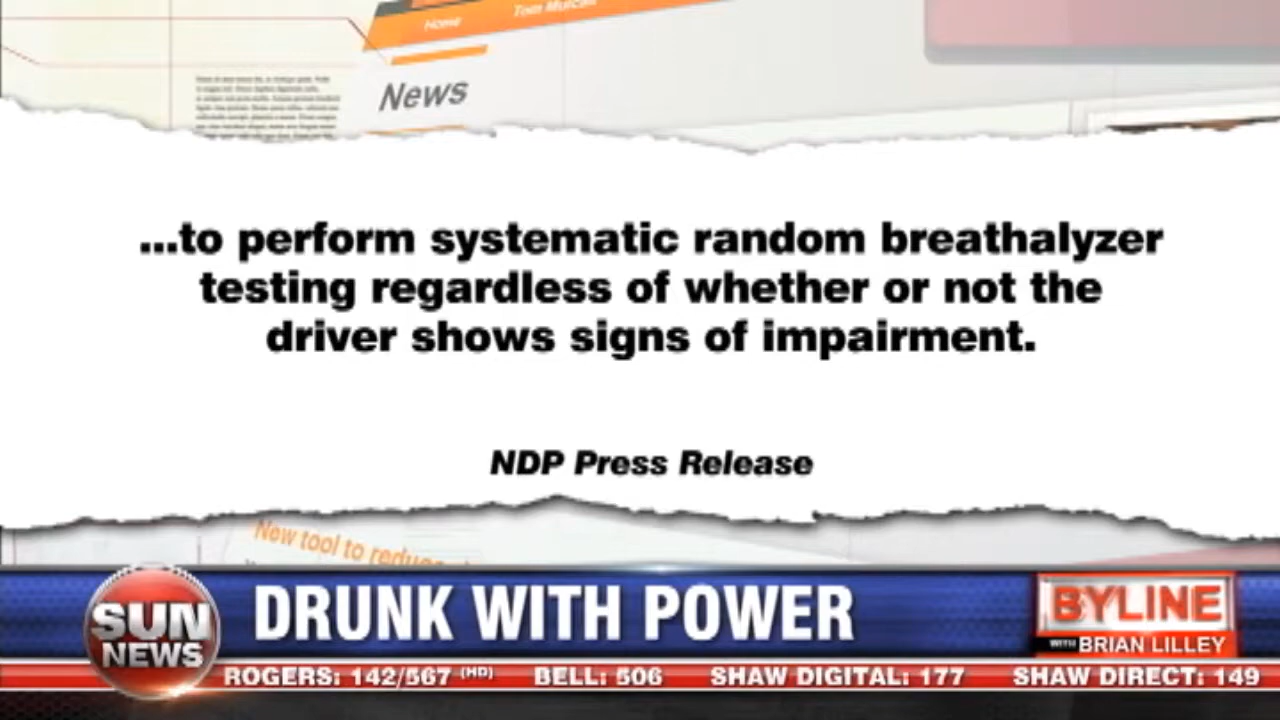 Home
News
...to perform systematic random breathalyzer
testing regardless of whether or not the
driver shows signs of impairment.
NDP Press Release
New tool to
SUN
NEWS
DRUNK WITH POWER
BYLINE
WITH BRIAN LILLEY
ROGERS: 142/567 (HD) BELL: 506 SHAW DIGITAL: 177 SHAW DIRECT: 149